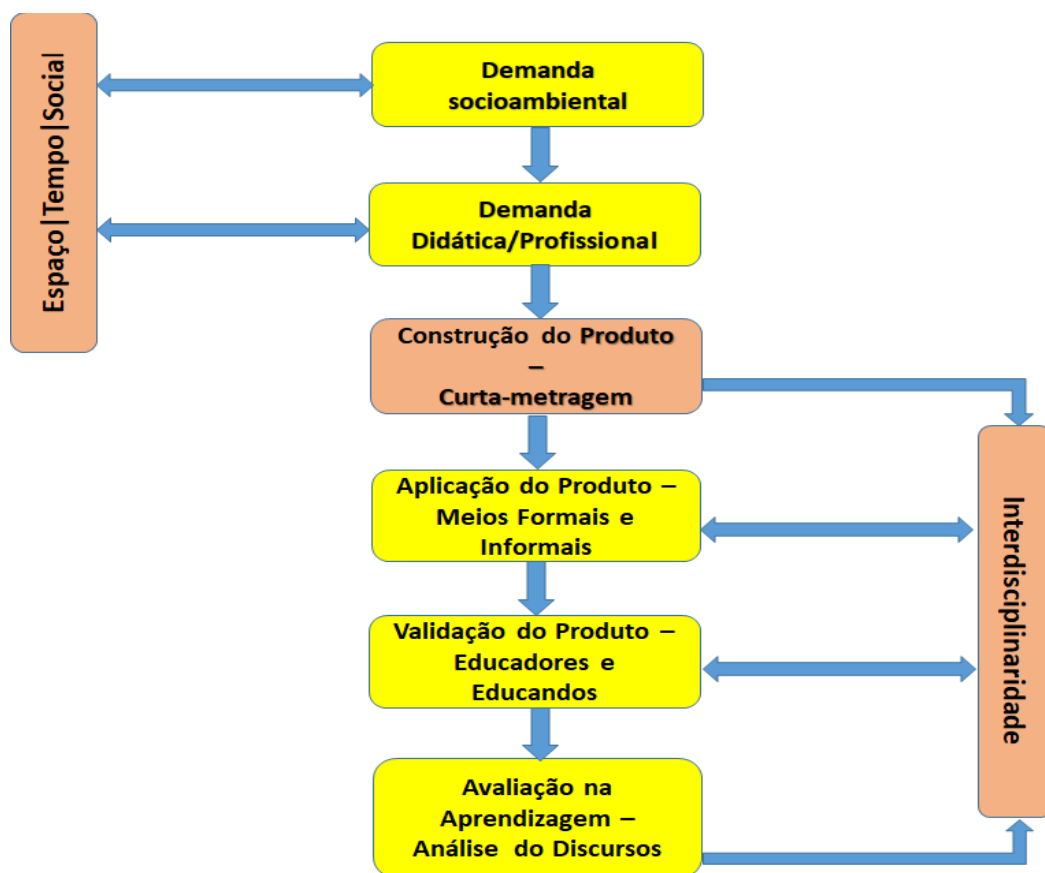 Espaço|Tempo|Social
Demanda
socioambiental
Demanda
Didática/Profissional
Construção do Produto
–
Curta-metragem
Aplicação do Produto –
Meios Formais e
Informais
Validação do Produto –
Educadores e
Educandos
Avaliação na
Aprendizagem –
Análise do Discursos
Interdisciplinaridade